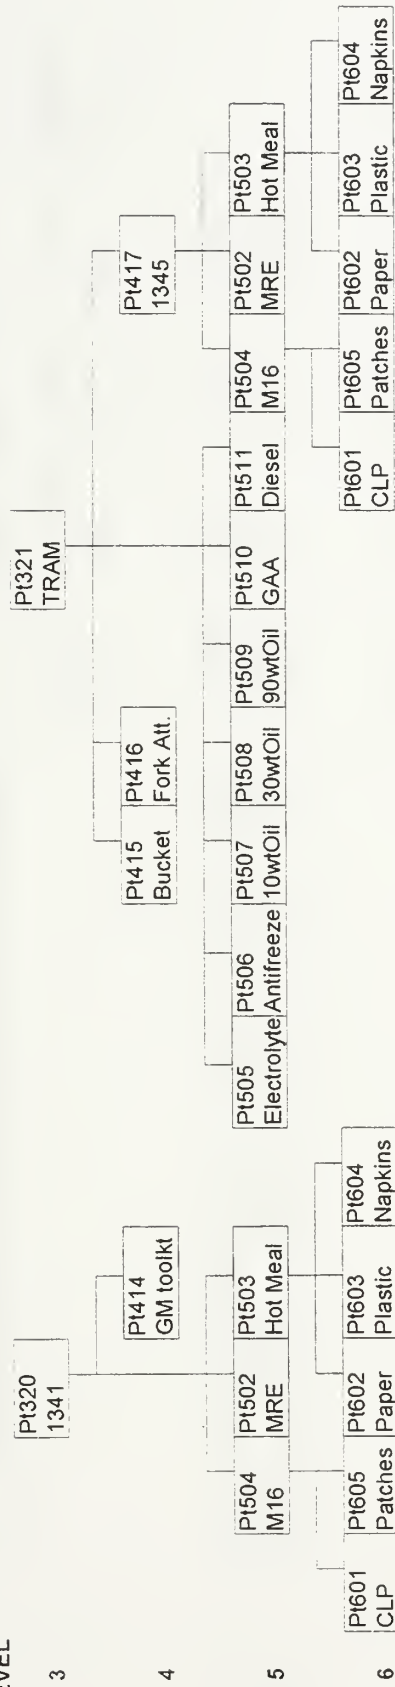 EVEL
3
Pt320
1341
Pt321
TRAM
4
Pt414
GM toolkt
Pt415
Bucket
Pt416
Fork Att.
Pt417
1345
5
Pt504
M16
Pt502
MRE
Pt503
Hot Meal
Pt505
Electrolyte
Pt506
Antifreeze
Pt507
10wtOil
Pt508
30wtOil
Pt509
90wtOil
Pt510
GAA
Pt511
Diesel
Pt504
M16
Pt502
MRE
Pt503
Hot Meal
6
Pt601
CLP
Pt605
Patches
Pt602
Paper
Pt603
Plastic
Pt604
Napkins
Pt601
CLP
Pt605
Patches
Pt602
Paper
Pt603
Plastic
Pt604
Napkins